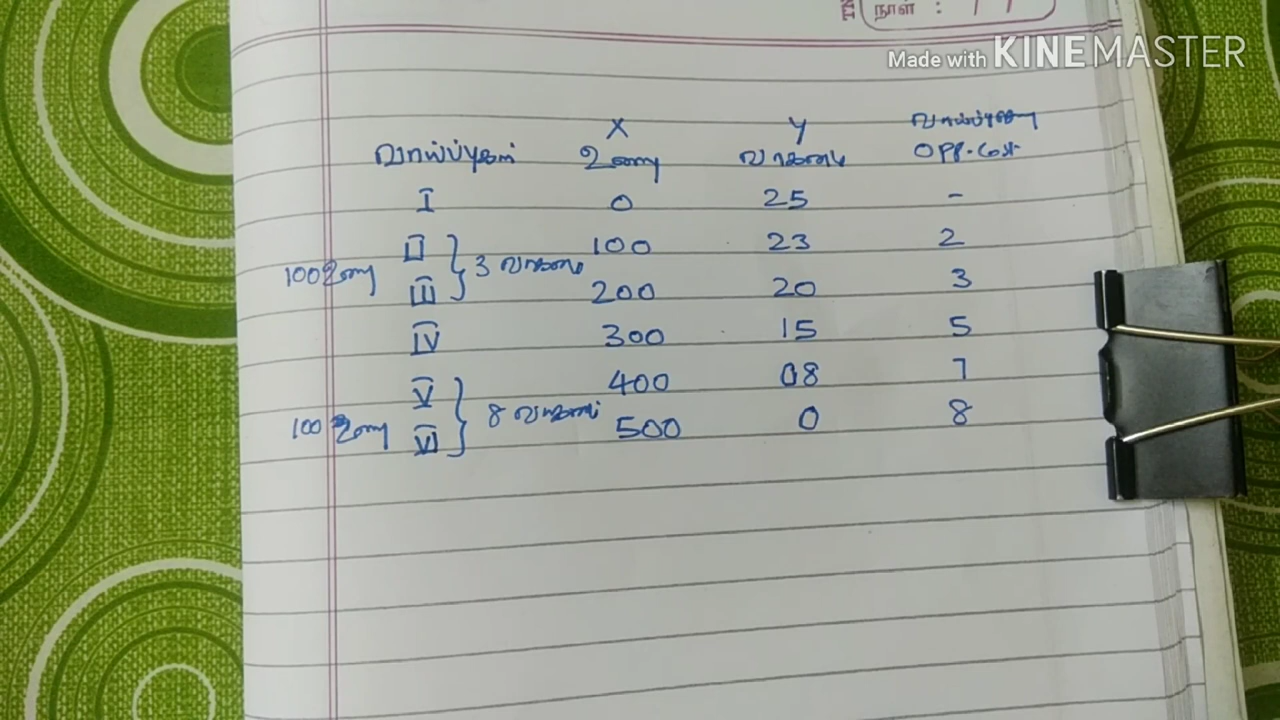 நாள் :
Made with KINEMASTER
X Y வாய்ப்புசெலவு
வாய்ப்புகள் உணவு வாகனம் OPP.Cost
I 0 25 -
II 100 23 2
100 உணவு 3 வாகனம்
III 200 20 3
IV 300 15 5
V 400 08 7
100 உணவு 8 வாகனம்
VI 500 0 8